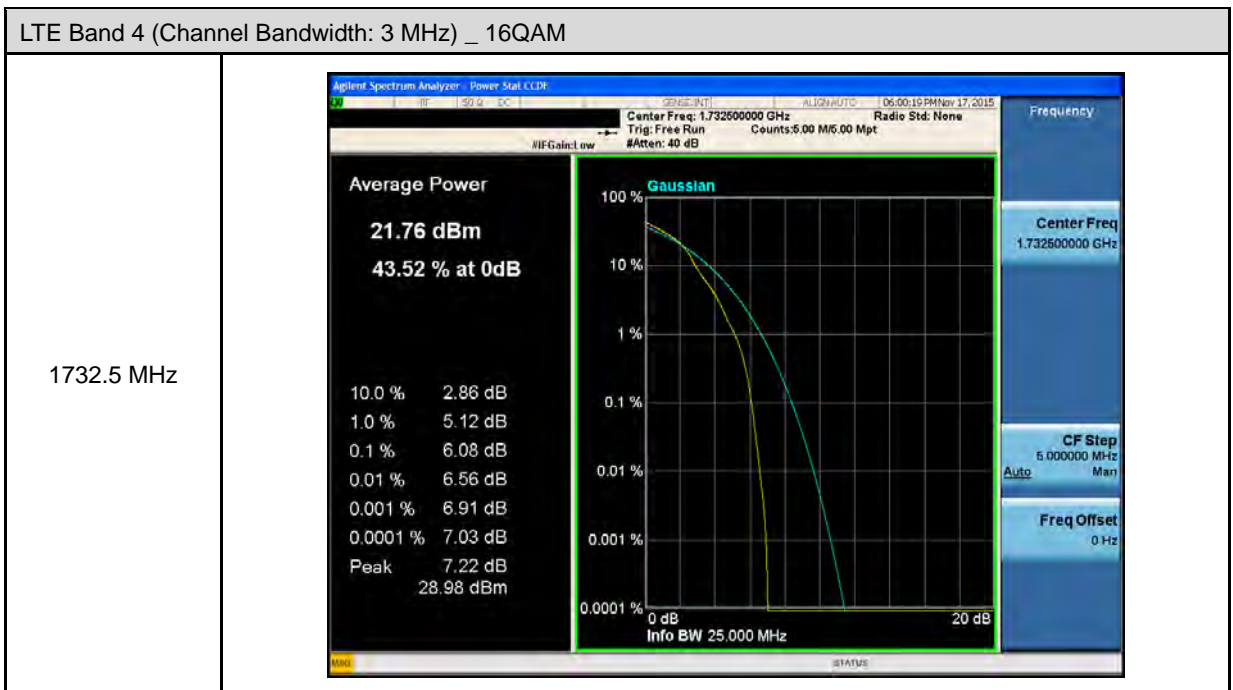 LTE Band 4 (Channel Bandwidth: 3 MHz) _ 16QAM
1732.5 MHz
Agilent Spectrum Analyzer - Power Stat CCDF
RF 50 Ω DC SENSE:INT ALIGN AUTO 06:00:19 PM Nov 17, 2015
Center Freq: 1.732500000 GHz Radio Std: None
Trig: Free Run Counts:5.00 M/5.00 Mpt
#IFGain:Low #Atten: 40 dB
Average Power
21.76 dBm
43.52 % at 0dB
10.0 % 2.86 dB
1.0 % 5.12 dB
0.1 % 6.08 dB
0.01 % 6.56 dB
0.001 % 6.91 dB
0.0001 % 7.03 dB
Peak 7.22 dB
28.98 dBm
Gaussian
100 %
10 %
1 %
0.1 %
0.01 %
0.001 %
0.0001 %
0 dB 20 dB
Info BW 25.000 MHz
Frequency
Center Freq
1.732500000 GHz
CF Step
5.000000 MHz
Auto Man
Freq Offset
0 Hz
MSG STATUS